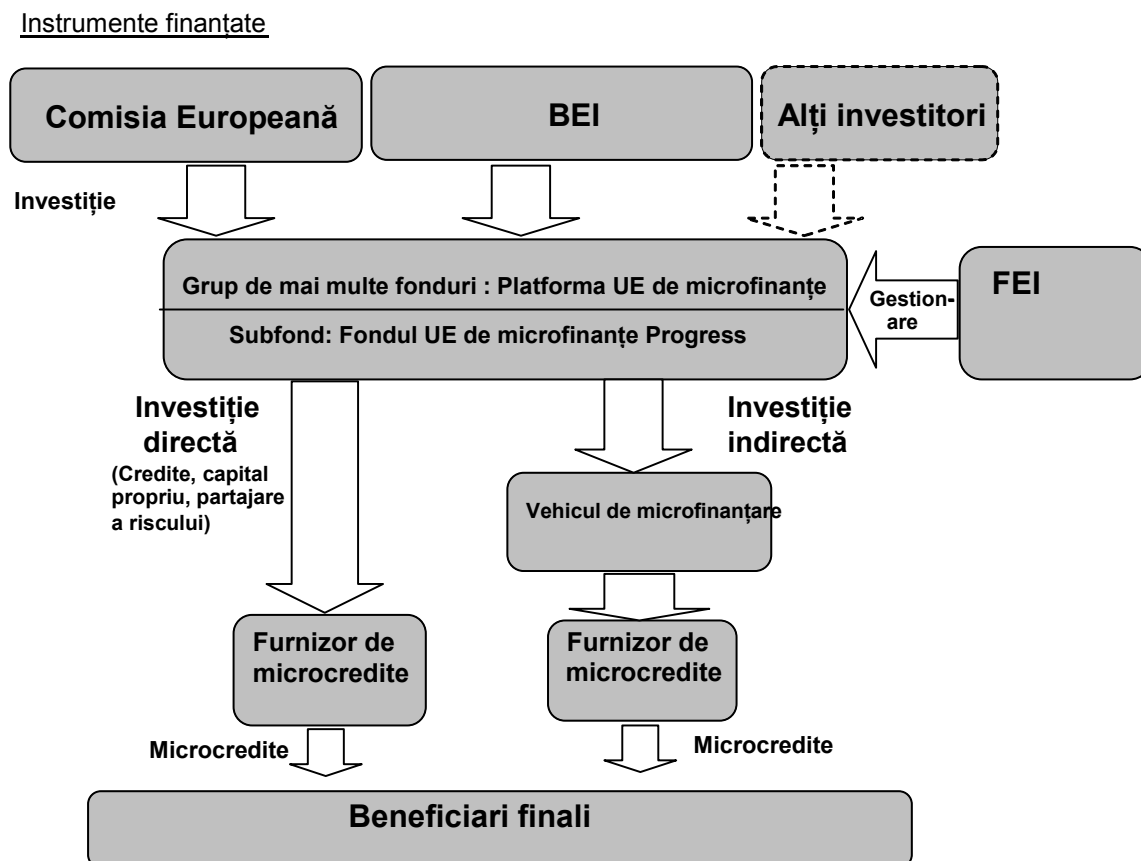 Instrumente finanțate
Comisia Europeană
BEI
Alți investitori
Investiție
Grup de mai multe fonduri : Platforma UE de microfinanțe
Subfond: Fondul UE de microfinanțe Progress
Gestion-
are
FEI
Investiție
directă
(Credite, capital
propriu, partajare
a riscului)
Investiție
indirectă
Vehicul de microfinanțare
Furnizor de
microcredite
Furnizor de
microcredite
Microcredite
Microcredite
Beneficiari finali